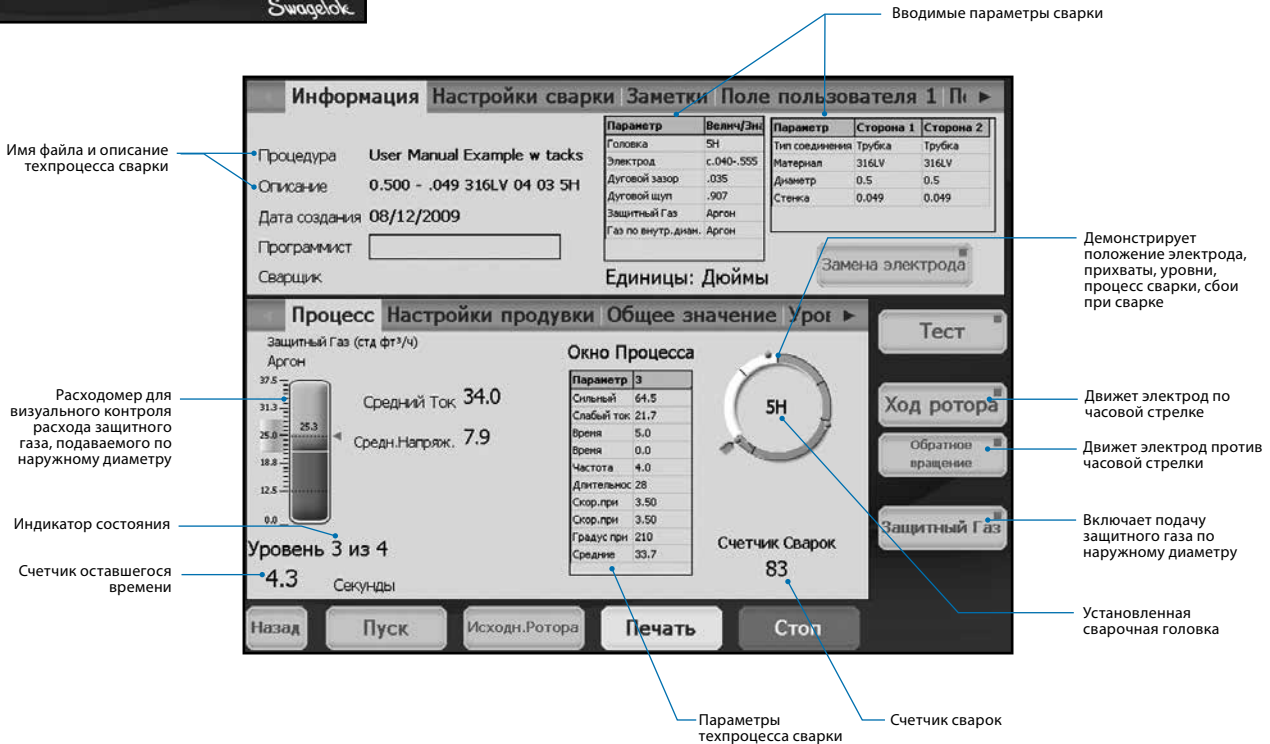 Swagelok
Вводимые параметры сварки
Информация Настройки сварки Заметки Поле пользователя 1
Имя файла и описание
техпроцесса сварки
Процедура User Manual Example w tacks
Описание 0.500 - .049 316LV 04 03 5H
Дата создания 08/12/2009
Программист
Сварщик
Параметр Велич/Зна
Головка 5H
Электрод с.040-.555
Дуговой зазор .035
Дуговой щуп .907
Защитный Газ Аргон
Газ по внутр.диан. Аргон
Параметр Сторона 1 Сторона 2
Тип соединения Трубка Трубка
Материал 316LV 316LV
Диаметр 0.5 0.5
Стенка 0.049 0.049
Единицы: Дюймы
Замена электрода
Демонстрирует
положение электрода,
прихваты, уровни,
процесс сварки, сбои
при сварке
Процесс Настройки продувки Общее значение Уров
Защитный Газ (стд фт³/ч)
Аргон
37.5
31.3
25.0
18.8
12.5
0.0
25.3
Средний Ток 34.0
Средн.Напряж. 7.9
Расходомер для
визуального контроля
расхода защитного
газа, подаваемого по
наружному диаметру
Окно Процесса
Параметр 3
Сильный 64.5
Слабый ток 21.7
Время 5.0
Время 0.0
Частота 4.0
Длительнос 28
Скор.при 3.50
Скор.при 3.50
Градус при 210
Средние 33.7
5H
Тест
Ход ротора
Обратное
вращение
Защитный Газ
Движет электрод по
часовой стрелке
Движет электрод против
часовой стрелки
Включает подачу
защитного газа по
наружному диаметру
Индикатор состояния
Уровень 3 из 4
Счетчик оставшегося
времени
4.3 Секунды
Счетчик Сварок
83
Установленная
сварочная головка
Назад Пуск Исходн.Ротора Печать Стоп
Параметры
техпроцесса сварки
Счетчик сварок